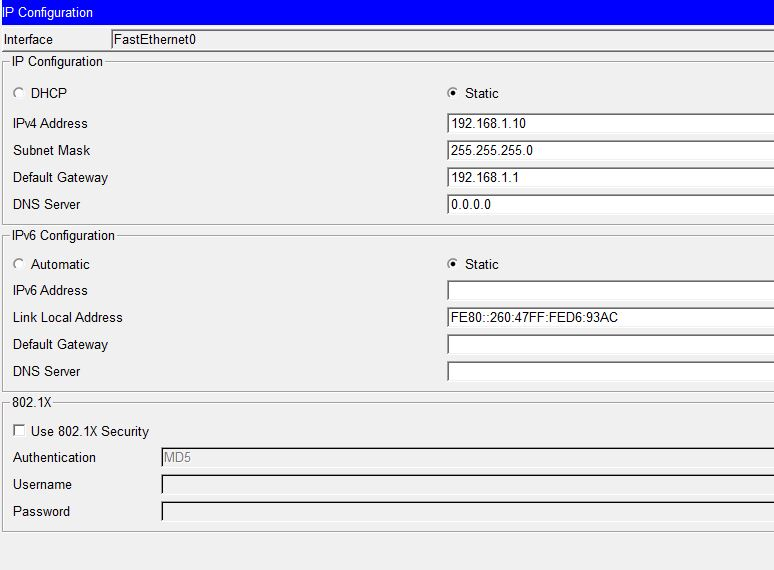 IP Configuration
Interface FastEthernet0
IP Configuration
DHCP Static
IPv4 Address 192.168.1.10
Subnet Mask 255.255.255.0
Default Gateway 192.168.1.1
DNS Server 0.0.0.0
IPv6 Configuration
Automatic Static
IPv6 Address
Link Local Address FE80::260:47FF:FED6:93AC
Default Gateway
DNS Server
802.1X
Use 802.1X Security
Authentication MD5
Username
Password